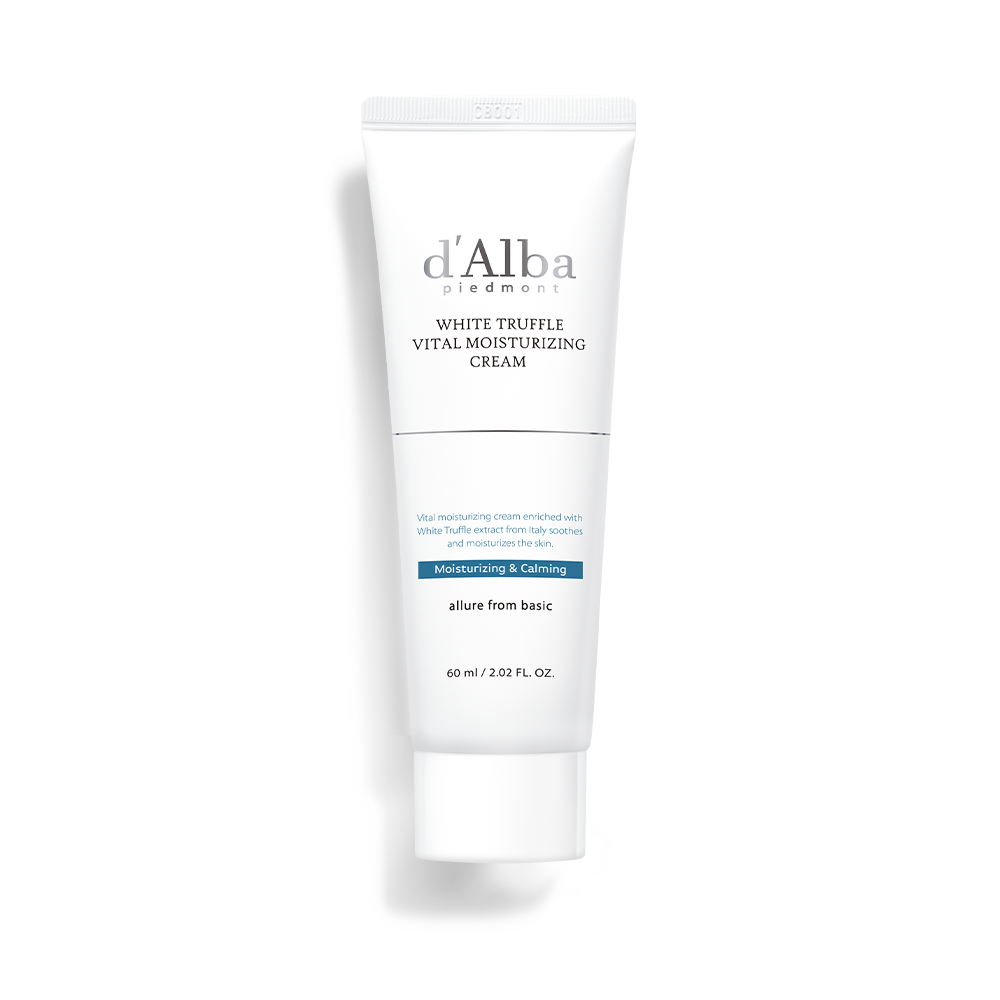 CB001
d'Alba
piedmont
WHITE TRUFFLE
VITAL MOISTURIZING
CREAM
Vital moisturizing cream enriched with
White Truffle extract from Italy soothes
and moisturizes the skin.
Moisturizing & Calming
allure from basic
60 ml / 2.02 FL. OZ.